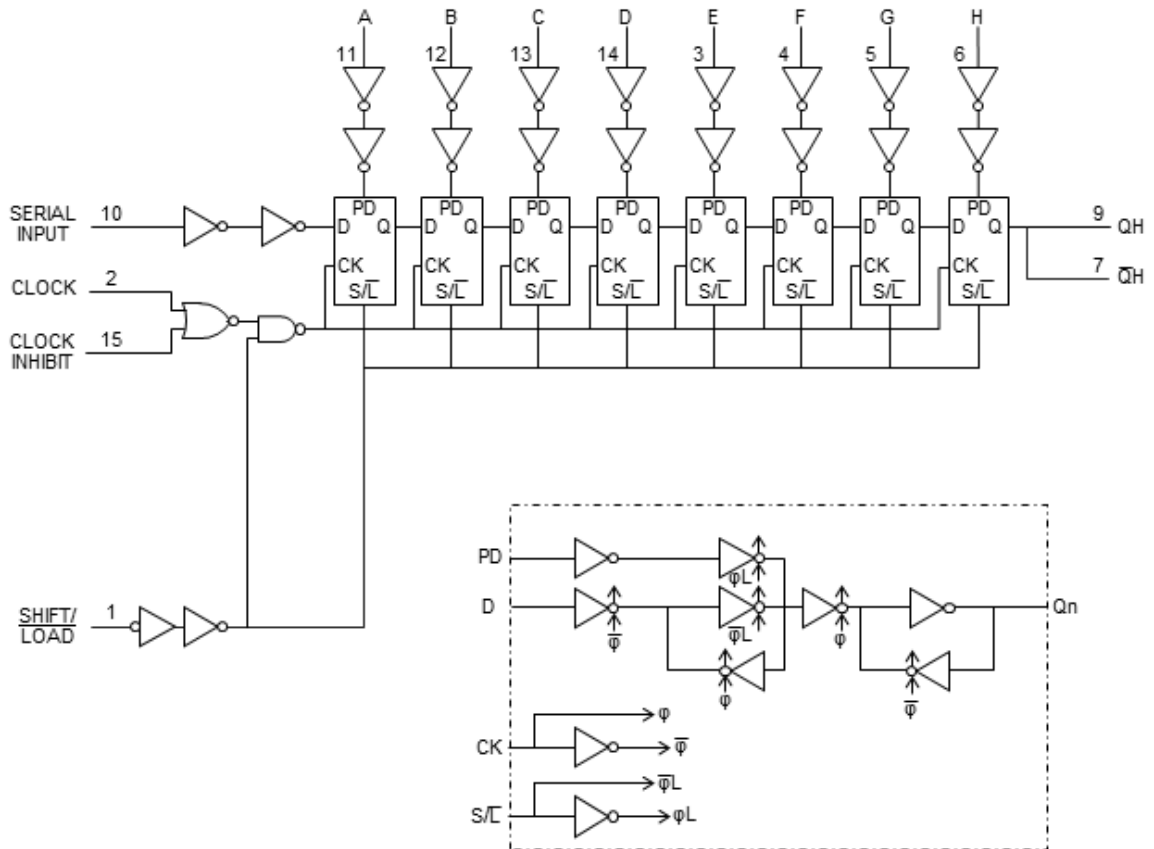 A B C D E F G H
11 12 13 14 3 4 5 6
PD PD PD PD PD PD PD PD
SERIAL INPUT 10
D Q D Q D Q D Q D Q D Q D Q D Q
9 QH
CK CK CK CK CK CK CK CK
7 Q̅H
S/L̅ S/L̅ S/L̅ S/L̅ S/L̅ S/L̅ S/L̅ S/L̅
CLOCK 2
CLOCK INHIBIT 15
SHIFT/
L̅O̅A̅D̅ 1
PD
φL
D Qn
φ̅ φ̅L φ
φ φ̅
φ
CK φ̅
φ̅L
S/L̅ φL